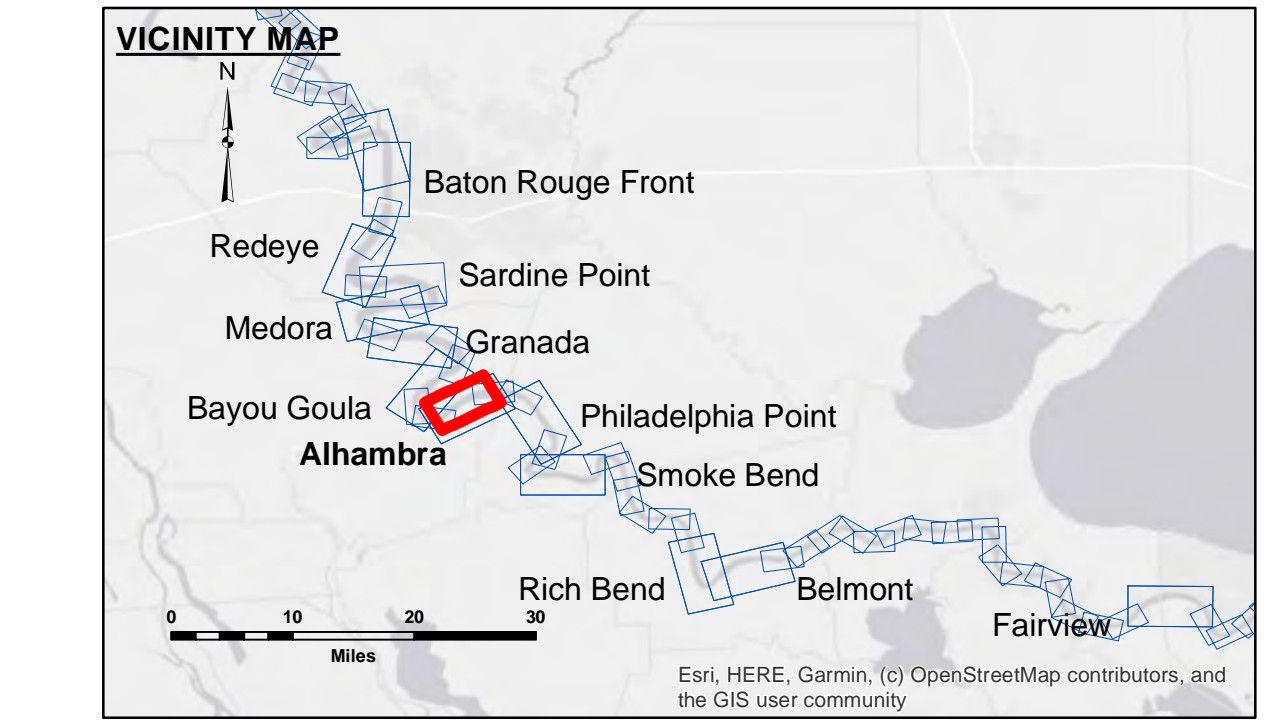 VICINITY MAP
N
Baton Rouge Front
Redeye
Sardine Point
Medora
Granada
Bayou Goula
Philadelphia Point
Alhambra
Smoke Bend
Rich Bend
Belmont
Fairview
0 10 20 30
Miles
Esri, HERE, Garmin, (c) OpenStreetMap contributors, and
the GIS user community